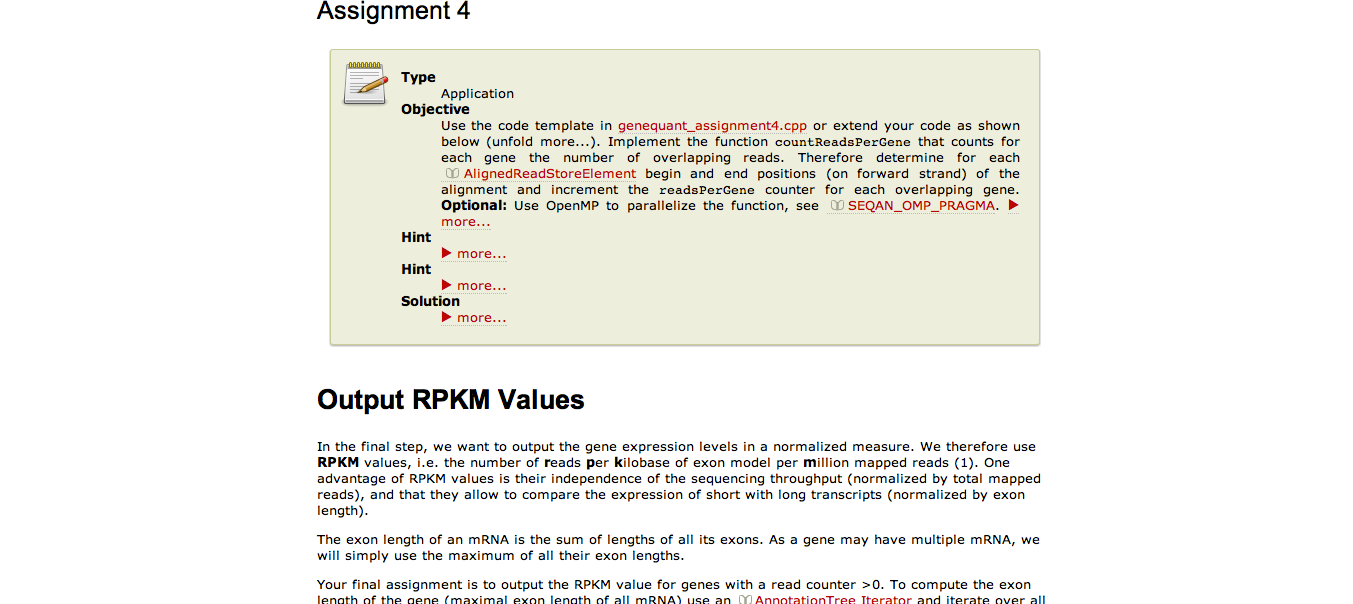 Assignment 4
Type
Application
Objective
Use the code template in genequant_assignment4.cpp or extend your code as shown
below (unfold more...). Implement the function countReadsPerGene that counts for
each gene the number of overlapping reads. Therefore determine for each
AlignedReadStoreElement begin and end positions (on forward strand) of the
alignment and increment the readsPerGene counter for each overlapping gene.
Optional: Use OpenMP to parallelize the function, see SEQAN_OMP_PRAGMA. ▶
more...
Hint
▶ more...
Hint
▶ more...
Solution
▶ more...
Output RPKM Values
In the final step, we want to output the gene expression levels in a normalized measure. We therefore use
RPKM values, i.e. the number of reads per kilobase of exon model per million mapped reads (1). One
advantage of RPKM values is their independence of the sequencing throughput (normalized by total mapped
reads), and that they allow to compare the expression of short with long transcripts (normalized by exon
length).
The exon length of an mRNA is the sum of lengths of all its exons. As a gene may have multiple mRNA, we
will simply use the maximum of all their exon lengths.
Your final assignment is to output the RPKM value for genes with a read counter >0. To compute the exon
length of the gene (maximal exon length of all mRNA) use an AnnotationTree Iterator and iterate over all